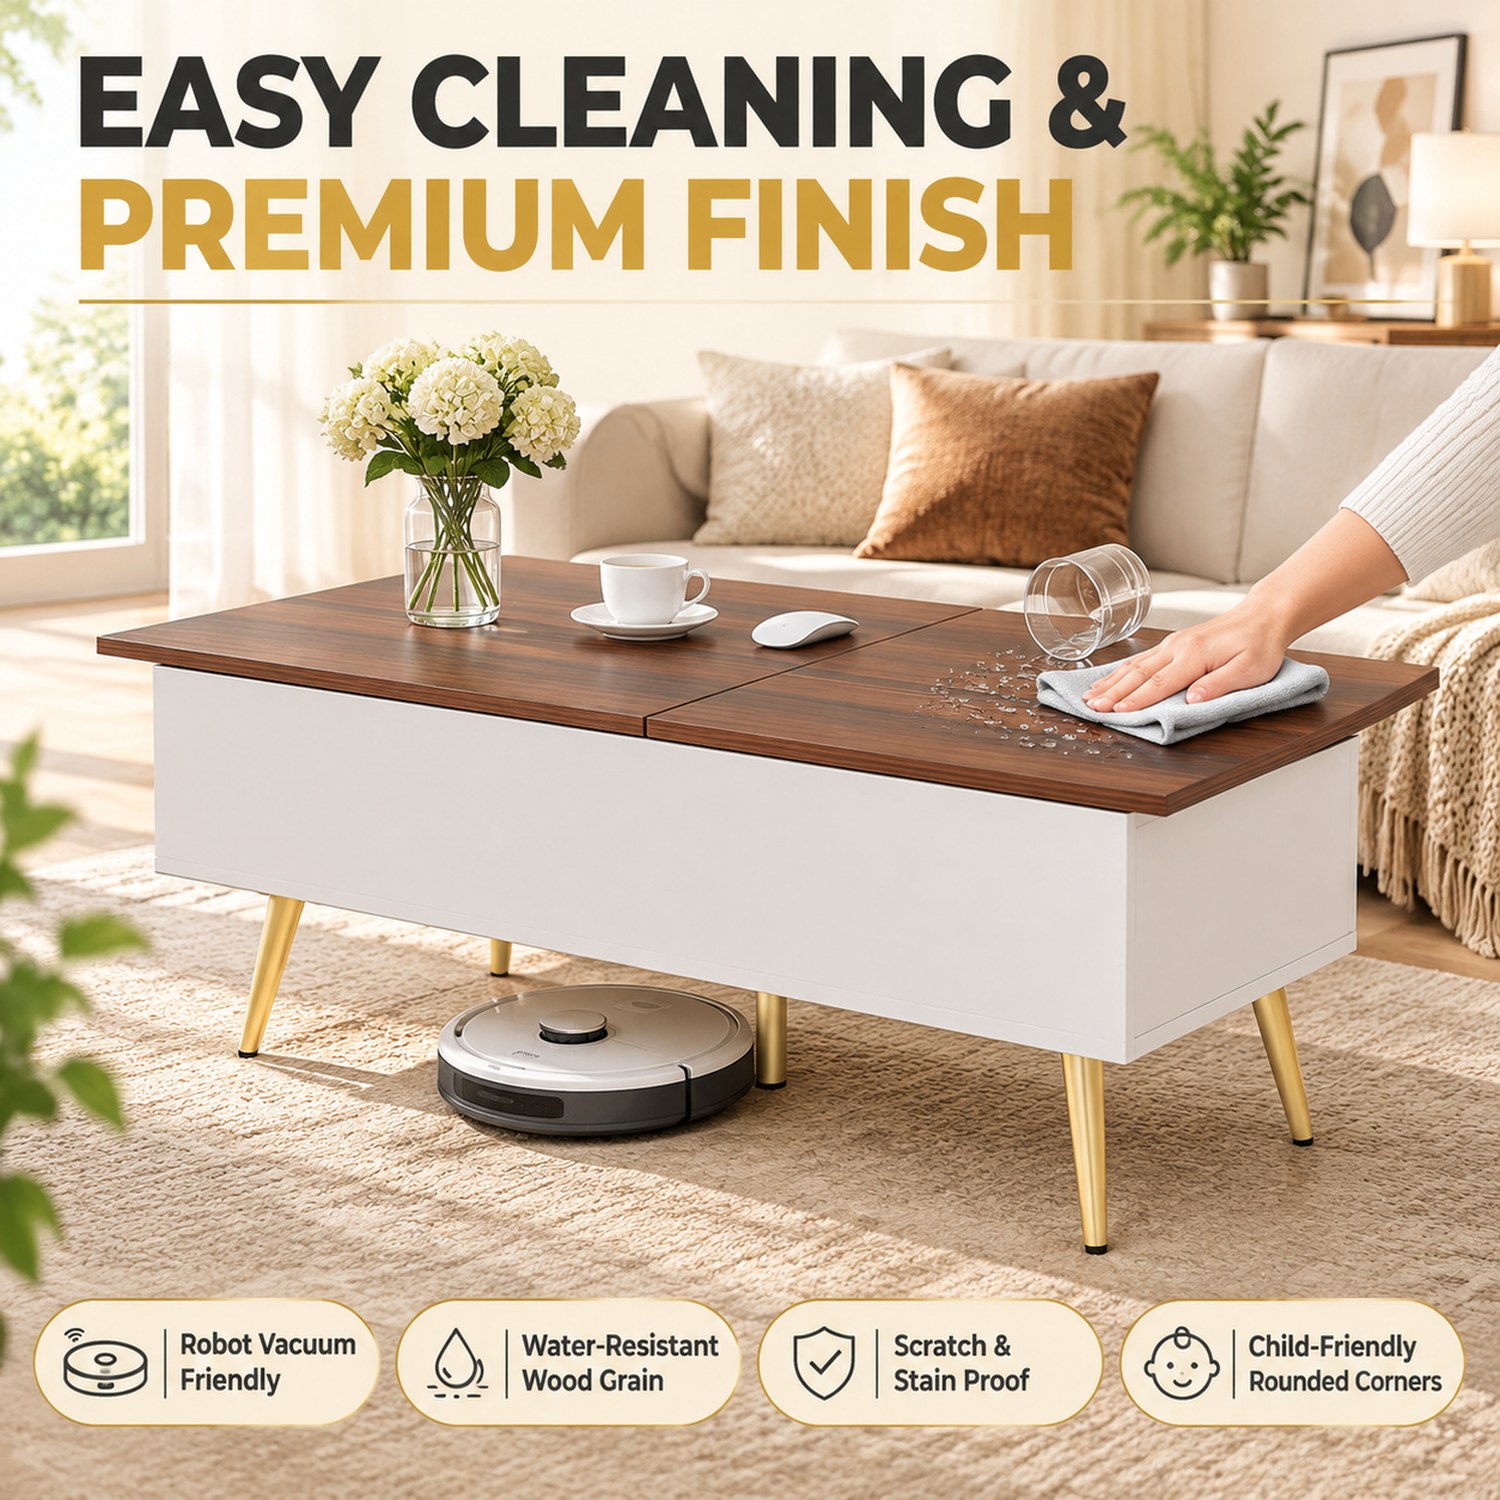 EASY CLEANING &
PREMIUM FINISH
Robot Vacuum
Friendly
Water-Resistant
Wood Grain
Scratch &
Stain Proof
Child-Friendly
Rounded Corners